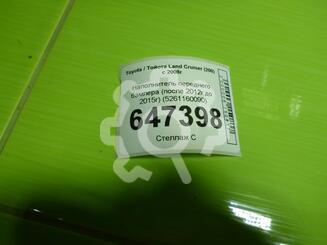 Toyota / Тойота Land Cruiser (200)
с 2008г
Наполнитель переднего
бампера (после 2012г до
2015г) (5261160090)
647398
Стеллаж С